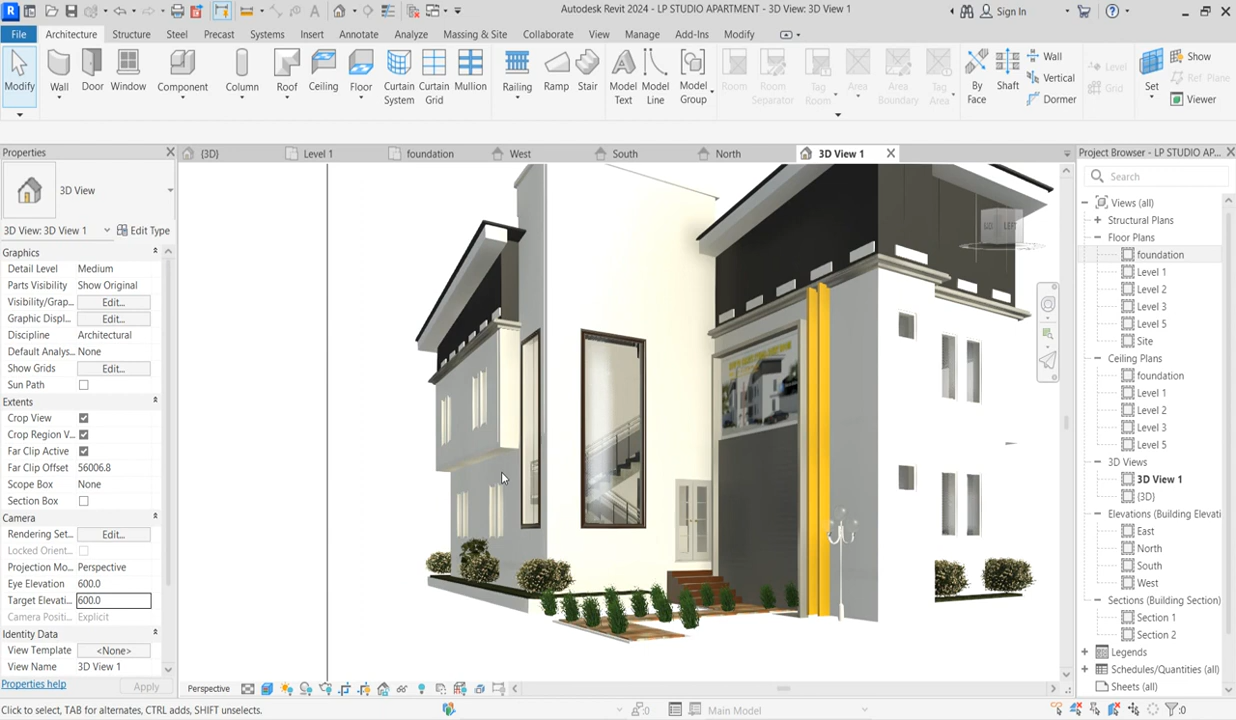 Autodesk Revit 2024 - LP STUDIO APARTMENT - 3D View: 3D View 1
Sign In
File Architecture Structure Steel Precast Systems Insert Annotate Analyze Massing & Site Collaborate View Manage Add-Ins Modify
Modify Wall Door Window Component Column Roof Ceiling Floor Curtain System Curtain Grid Mullion Railing Ramp Stair Model Text Model Line Model Group Room Room Separator Tag Room Area Area Boundary Tag Area By Face Shaft Wall Vertical Dormer Level Grid Set Show Ref Plane Viewer
Properties
{3D} Level 1 foundation West South North 3D View 1
Project Browser - LP STUDIO AP...
3D View
3D View: 3D View 1 Edit Type
Graphics
Detail Level Medium
Parts Visibility Show Original
Visibility/Grap... Edit...
Graphic Displ... Edit...
Discipline Architectural
Default Analys... None
Show Grids Edit...
Sun Path
Extents
Crop View
Crop Region V...
Far Clip Active
Far Clip Offset 56006.8
Scope Box None
Section Box
Camera
Rendering Set... Edit...
Locked Orient...
Projection Mo... Perspective
Eye Elevation 600.0
Target Elevati... 600.0
Camera Positi... Explicit
Identity Data
View Template <None>
View Name 3D View 1
Properties help Apply
LEFT
Search
Views (all)
Structural Plans
Floor Plans
foundation
Level 1
Level 2
Level 3
Level 5
Site
Ceiling Plans
foundation
Level 1
Level 2
Level 3
Level 5
3D Views
3D View 1
{3D}
Elevations (Building Elevati
East
North
South
West
Sections (Building Section)
Section 1
Section 2
Legends
Schedules/Quantities (all)
Sheets (all)
Perspective
Click to select, TAB for alternates, CTRL adds, SHIFT unselects.
:0
Main Model
:0